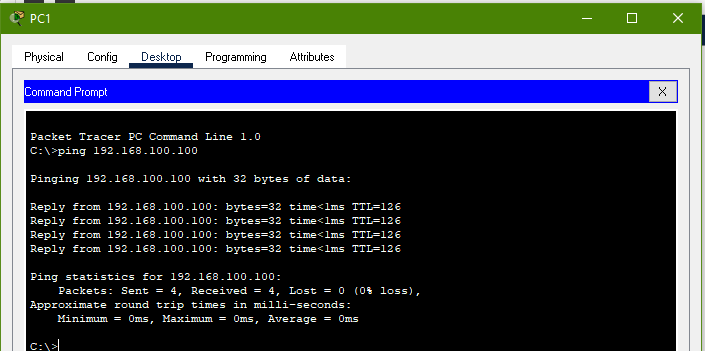 PC1
Physical Config Desktop Programming Attributes
Command Prompt
X
Packet Tracer PC Command Line 1.0
C:\>ping 192.168.100.100
Pinging 192.168.100.100 with 32 bytes of data:
Reply from 192.168.100.100: bytes=32 time<1ms TTL=126
Reply from 192.168.100.100: bytes=32 time<1ms TTL=126
Reply from 192.168.100.100: bytes=32 time<1ms TTL=126
Reply from 192.168.100.100: bytes=32 time<1ms TTL=126
Ping statistics for 192.168.100.100:
Packets: Sent = 4, Received = 4, Lost = 0 (0% loss),
Approximate round trip times in milli-seconds:
Minimum = 0ms, Maximum = 0ms, Average = 0ms
C:\>